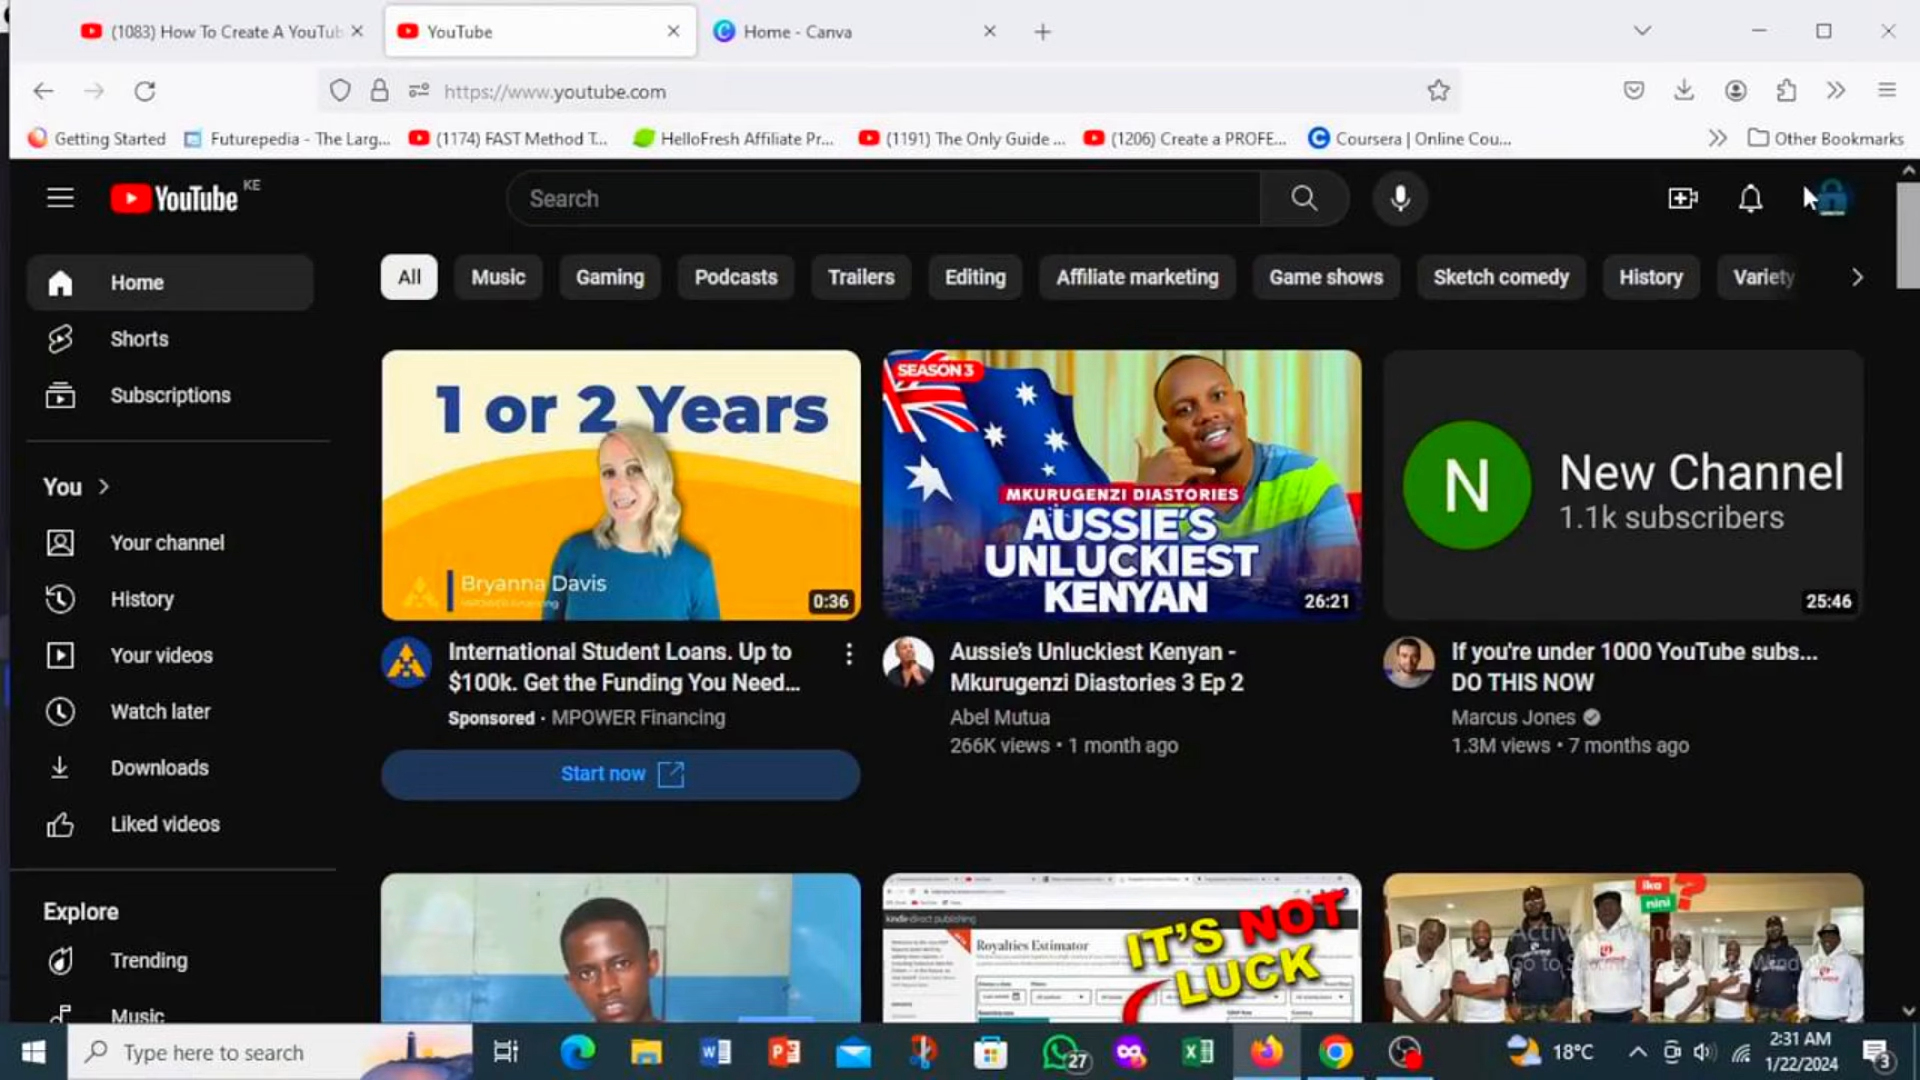 (1083) How To Create A YouTub
YouTube
Home - Canva
https://www.youtube.com
Getting Started
Futurepedia - The Larg...
(1174) FAST Method T...
HelloFresh Affiliate Pr...
(1191) The Only Guide ...
(1206) Create a PROFE...
Coursera | Online Cou...
Other Bookmarks
YouTube KE
Search
Home
Shorts
Subscriptions
You
Your channel
History
Your videos
Watch later
Downloads
Liked videos
Explore
Trending
Music
All
Music
Gaming
Podcasts
Trailers
Editing
Affiliate marketing
Game shows
Sketch comedy
History
Variety
1 or 2 Years
Bryanna Davis
0:36
International Student Loans. Up to
$100k. Get the Funding You Need...
Sponsored · MPOWER Financing
Start now
SEASON 3
MKURUGENZI DIASTORIES
AUSSIE'S
UNLUCKIEST
KENYAN
26:21
Aussie's Unluckiest Kenyan -
Mkurugenzi Diastories 3 Ep 2
Abel Mutua
266K views • 1 month ago
N
New Channel
1.1k subscribers
25:46
If you're under 1000 YouTube subs...
DO THIS NOW
Marcus Jones
1.3M views • 7 months ago
kindle direct publishing
Royalties Estimator
IT'S NOT
LUCK
ika
nini
Type here to search
27
18°C
2:31 AM
1/22/2024
3